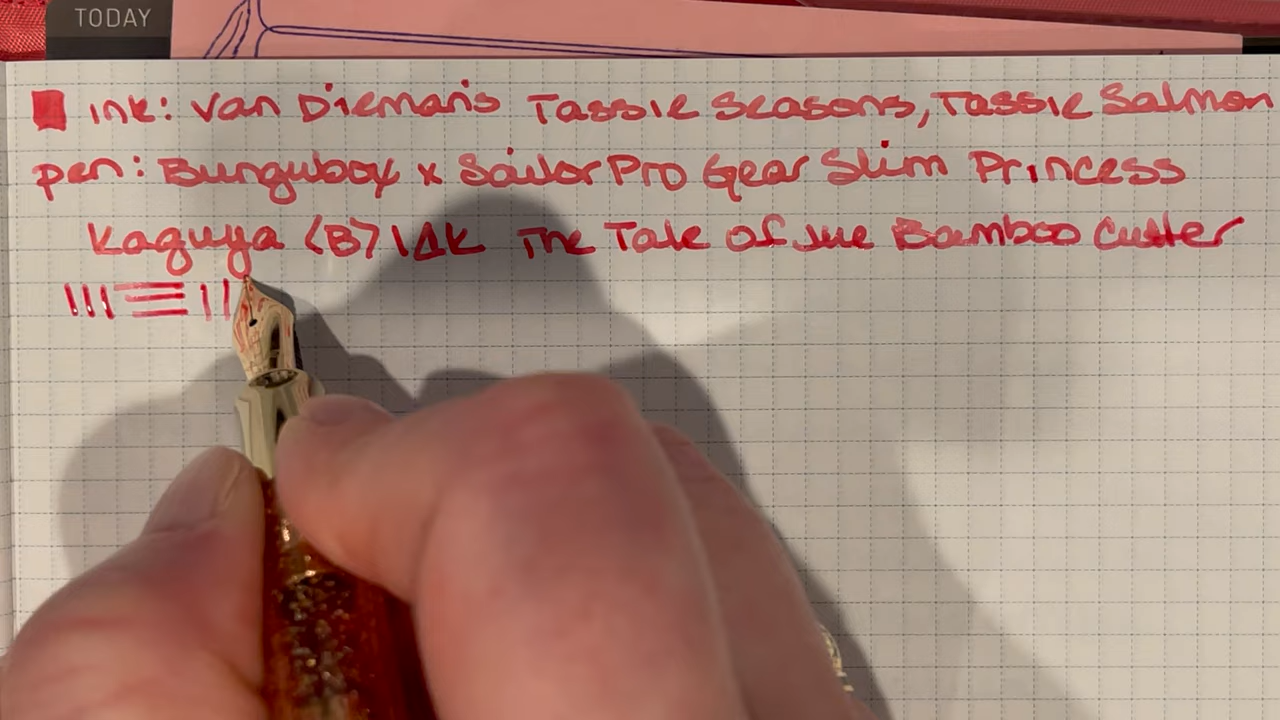 TODAY
ink: Van Dieman's Tassie Seasons, Tassie Salmon
pen: Bungubox x Sailor Pro Gear Slim Princess
Kaguya <B> 14k The Tale of the Bamboo Cutter